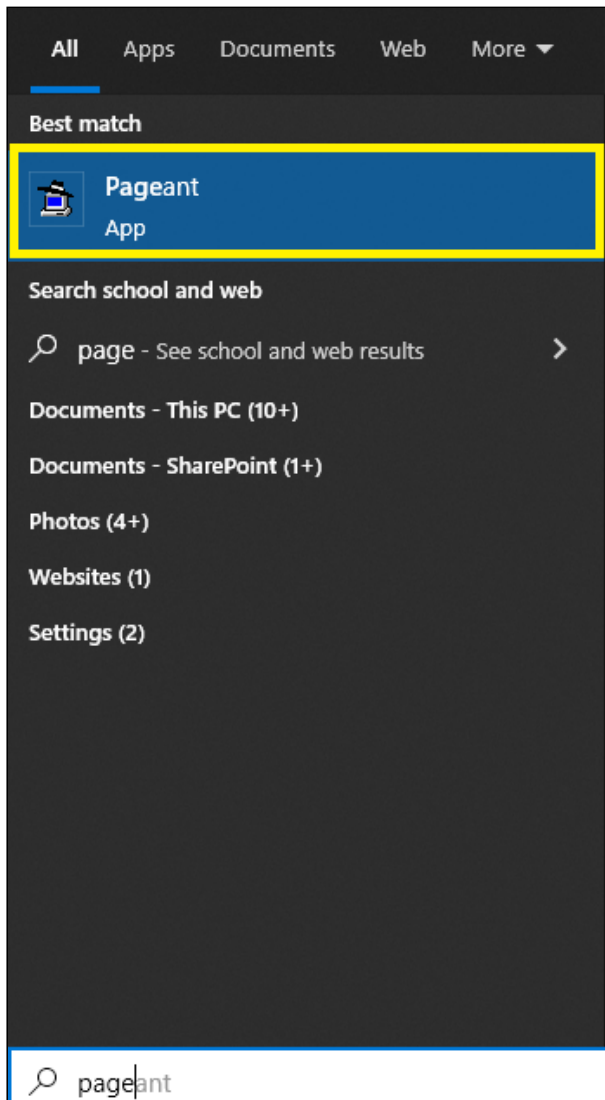 All Apps Documents Web More
Best match
Pageant
App
Search school and web
page - See school and web results
Documents - This PC (10+)
Documents - SharePoint (1+)
Photos (4+)
Websites (1)
Settings (2)
pageant